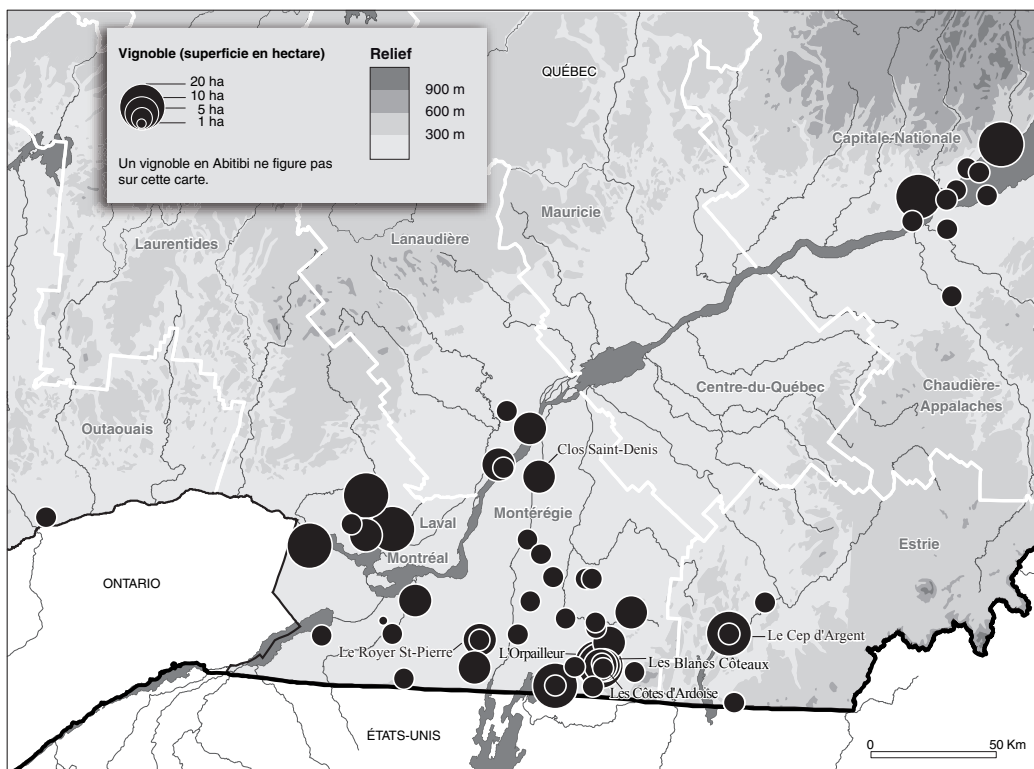 Vignoble (superficie en hectare)
20 ha
10 ha
5 ha
1 ha
Relief
900 m
600 m
300 m
Un vignoble en Abitibi ne figure pas
sur cette carte.
QUÉBEC
Capitale-Nationale
Mauricie
Lanaudière
Laurentides
Centre-du-Québec
Chaudière-
Appalaches
Outaouais
Clos Saint-Denis
Laval
Montérégie
Montréal
Estrie
ONTARIO
Le Cep d'Argent
Le Royer St-Pierre
L'Orpailleur
Les Blancs Côteaux
Les Côtes d'Ardoise
ÉTATS-UNIS
0 50 Km